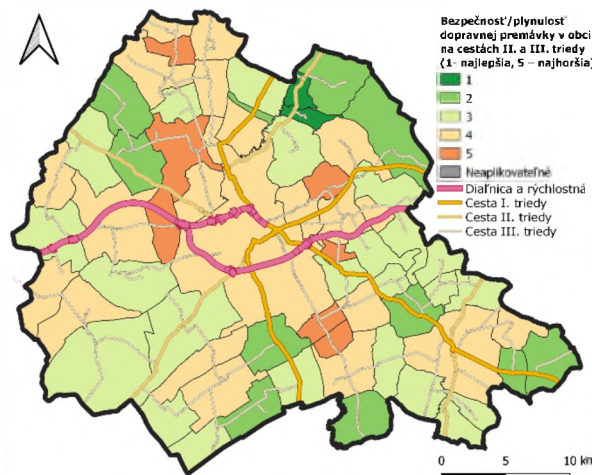 Bezpečnosť/plynulosť
dopravnej premávky v obci
na cestách II. a III. triedy
(1- najlepšia, 5 – najhoršia)
1
2
3
4
5
Neaplikovateľné
Diaľnica a rýchlostná
Cesta I. triedy
Cesta II. triedy
Cesta III. triedy
0 5 10 km